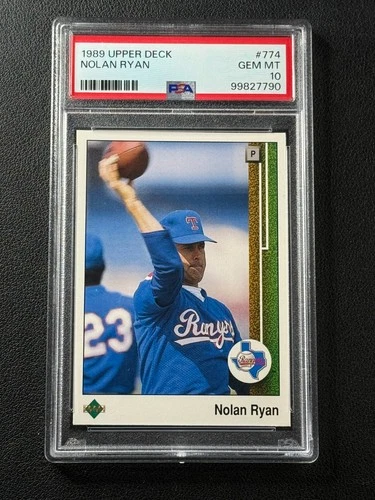 1989 UPPER DECK #774
NOLAN RYAN GEM MT
PSA 10
99827790
P
T
23
Rangers
Nolan Ryan